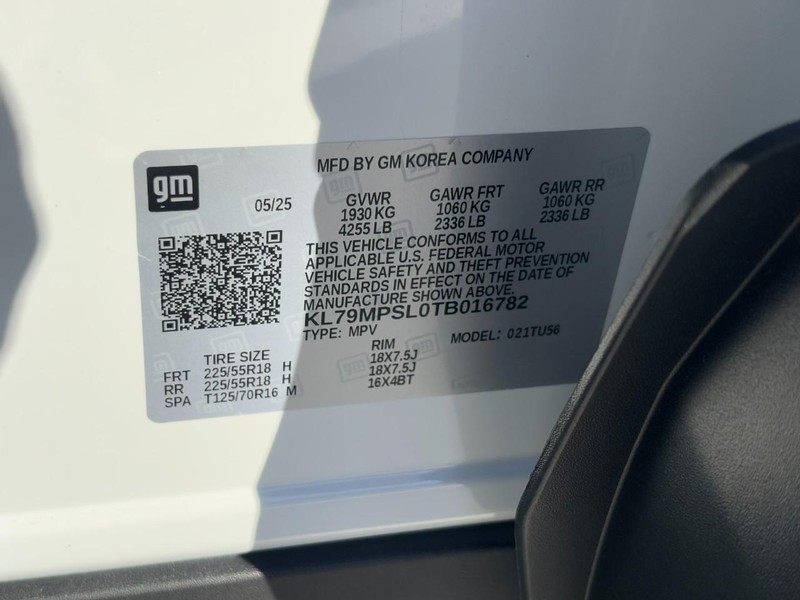 gm
MFD BY GM KOREA COMPANY
05/25
GVWR GAWR FRT GAWR RR
1930 KG 1060 KG 1060 KG
4255 LB 2336 LB 2336 LB
THIS VEHICLE CONFORMS TO ALL
APPLICABLE U.S. FEDERAL MOTOR
VEHICLE SAFETY AND THEFT PREVENTION
STANDARDS IN EFFECT ON THE DATE OF
MANUFACTURE SHOWN ABOVE.
KL79MPSL0TB016782
TYPE: MPV MODEL: 021TU56
TIRE SIZE RIM
FRT 225/55R18 H 18X7.5J
RR 225/55R18 H 18X7.5J
SPA T125/70R16 M 16X4BT